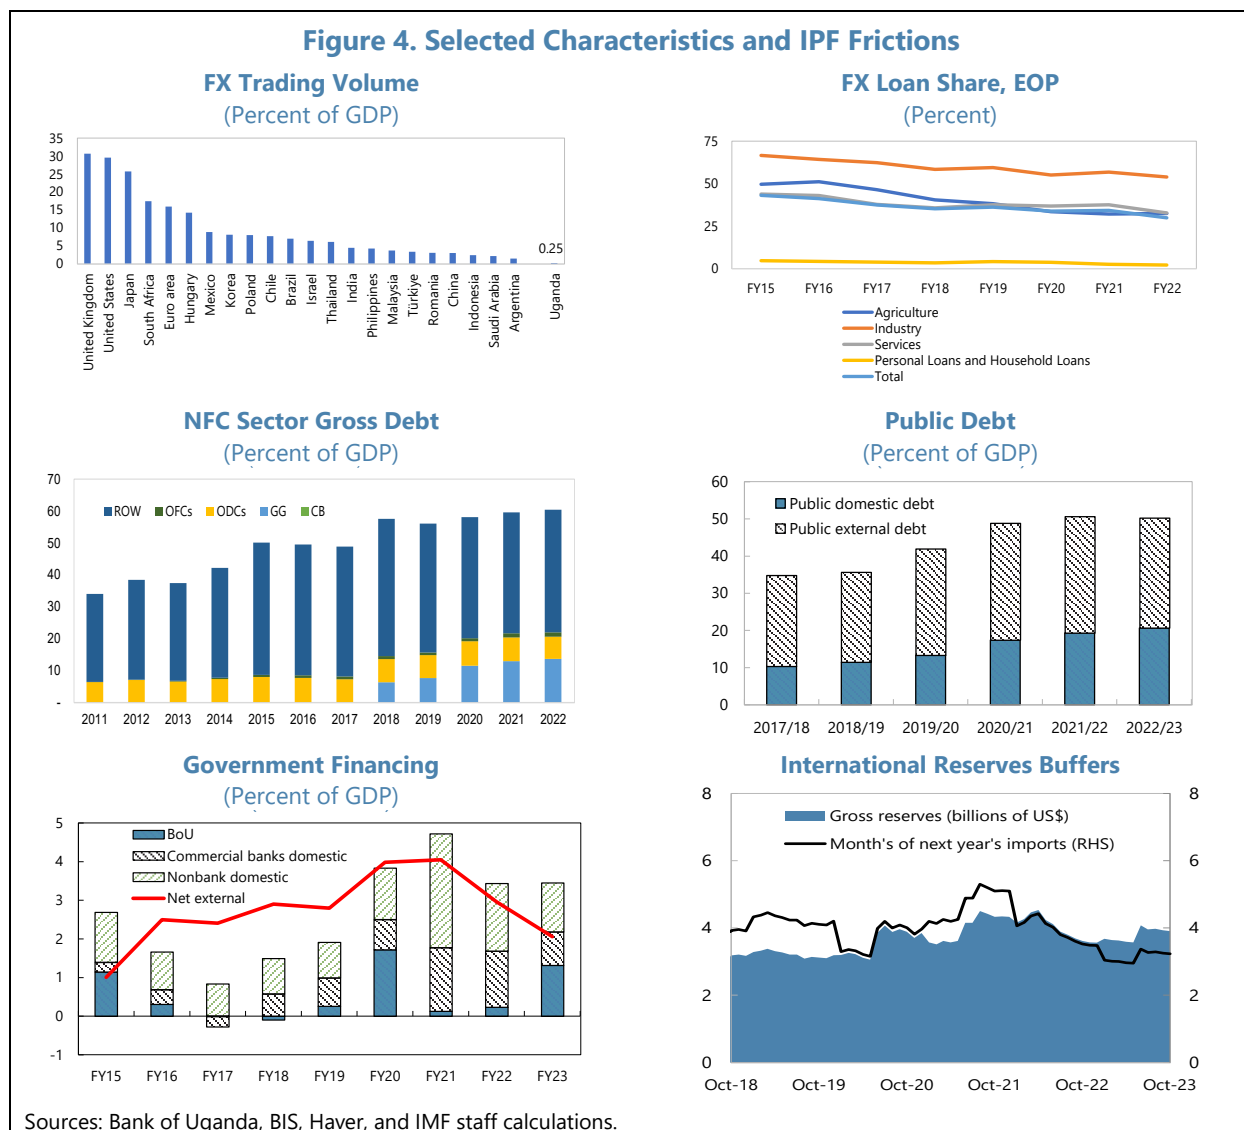 Figure 4. Selected Characteristics and IPF Frictions
FX Trading Volume
(Percent of GDP)
35
30
25
20
15
10
5
0
0.25
United Kingdom
United States
Japan
South Africa
Euro area
Hungary
Mexico
Korea
Poland
Chile
Brazil
Israel
Thailand
India
Philippines
Malaysia
Türkiye
Romania
China
Indonesia
Saudi Arabia
Argentina
Uganda
FX Loan Share, EOP
(Percent)
75
50
25
0
FY15 FY16 FY17 FY18 FY19 FY20 FY21 FY22
Agriculture
Industry
Services
Personal Loans and Household Loans
Total
NFC Sector Gross Debt
(Percent of GDP)
70
60
50
40
30
20
10
-
ROW OFCs ODCs GG CB
2011 2012 2013 2014 2015 2016 2017 2018 2019 2020 2021 2022
Public Debt
(Percent of GDP)
60
50
40
30
20
10
0
Public domestic debt
Public external debt
2017/18 2018/19 2019/20 2020/21 2021/22 2022/23
Government Financing
(Percent of GDP)
5
4
3
2
1
0
-1
BoU
Commercial banks domestic
Nonbank domestic
Net external
FY15 FY16 FY17 FY18 FY19 FY20 FY21 FY22 FY23
International Reserves Buffers
8
6
4
2
0
Gross reserves (billions of US$)
Month's of next year's imports (RHS)
8
6
4
2
0
Oct-18 Oct-19 Oct-20 Oct-21 Oct-22 Oct-23
Sources: Bank of Uganda, BIS, Haver, and IMF staff calculations.